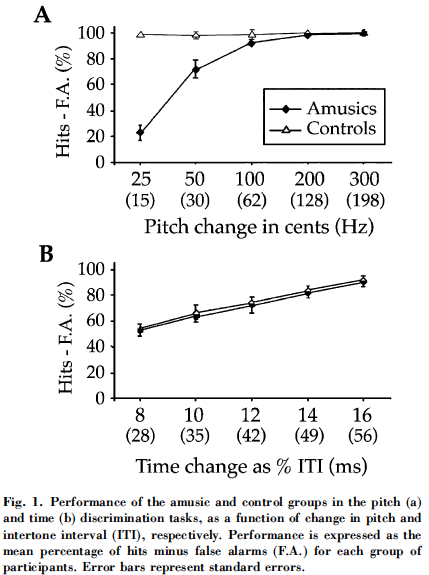 A
100
80
60
40
20
0
Hits - F.A. (%)
Amusics
Controls
25 50 100 200 300
(15) (30) (62) (128) (198)
Pitch change in cents (Hz)
B
100
80
60
40
20
0
Hits - F.A. (%)
8 10 12 14 16
(28) (35) (42) (49) (56)
Time change as % ITI (ms)
Fig. 1. Performance of the amusic and control groups in the pitch (a)
and time (b) discrimination tasks, as a function of change in pitch and
intertone interval (ITI), respectively. Performance is expressed as the
mean percentage of hits minus false alarms (F.A.) for each group of
participants. Error bars represent standard errors.